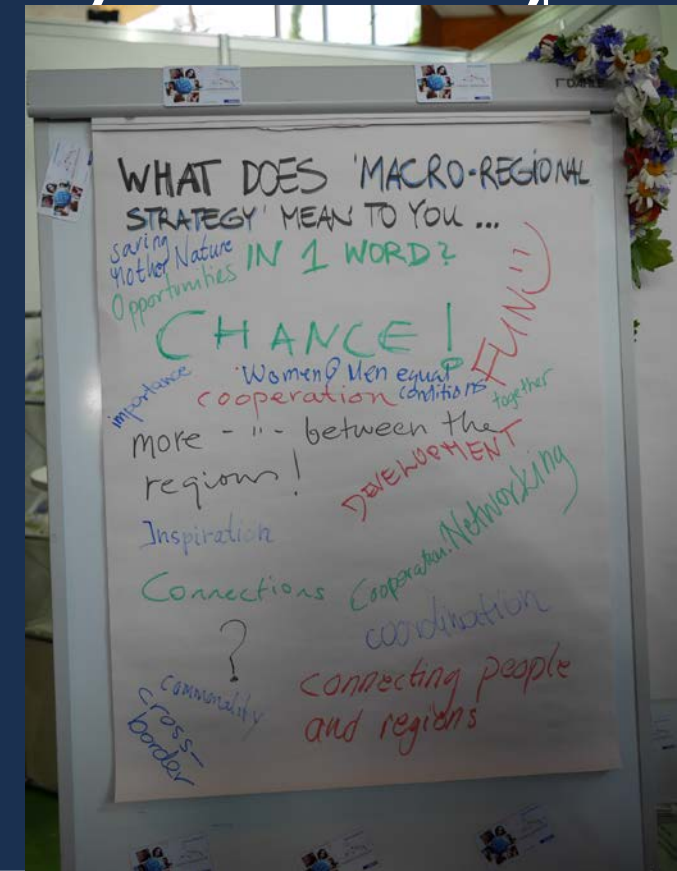 WHAT DOES 'MACRO-REGIONAL
STRATEGY' MEAN TO YOU ...
saving
Mother Nature
IN 1 WORD?
Opportunities
CHANCE!
FUN
importance
Women & Men equal
conditions
cooperation
together
more - " - between the
regions!
DEVELOPMENT
Inspiration
Cooperation. Networking
Connections
coordination
?
commonality
connecting people
and regions
cross-
border